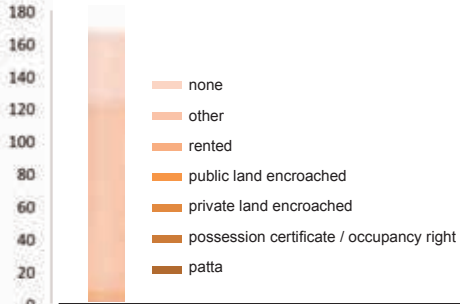 180
160
140
120
100
80
60
40
20
0
none
other
rented
public land encroached
private land encroached
possession certificate / occupancy right
patta